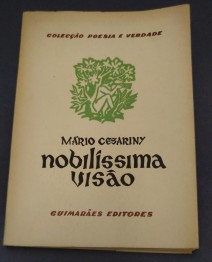 COLECÇÃO POESIA E VERDADE
MÁRIO CESARINY
nobilíssima
visão
GUIMARÃES EDITORES